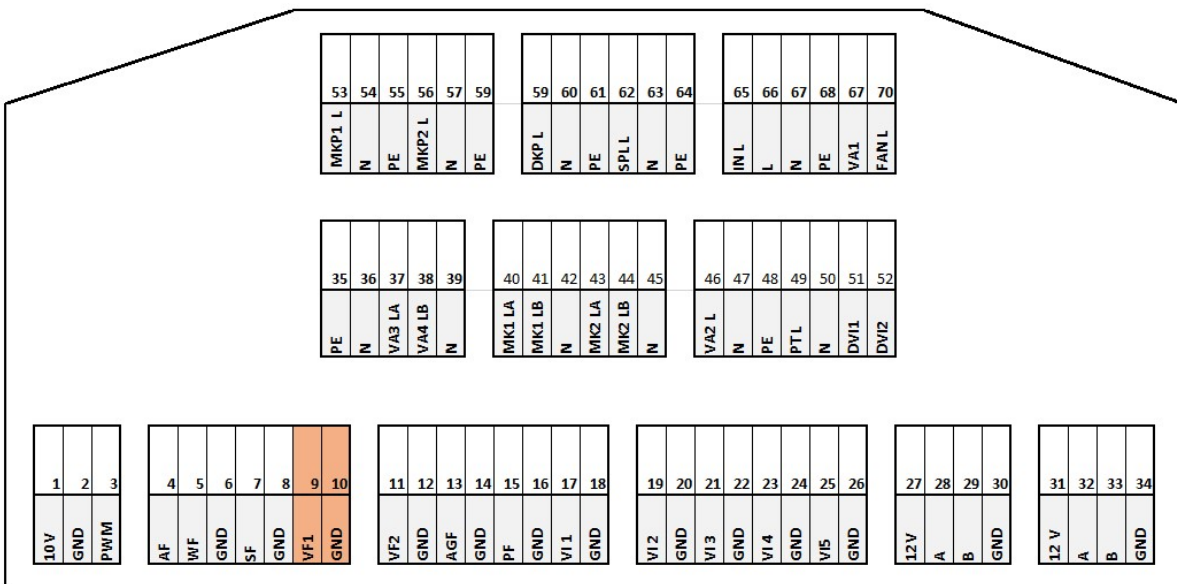 53 54 55 56 57 59 59 60 61 62 63 64 65 66 67 68 67 70
MKP1 L N PE MKP2 L N PE DKP L N PE SPL L N PE IN L L N PE VA1 FAN L
35 36 37 38 39 40 41 42 43 44 45 46 47 48 49 50 51 52
PE N VA3 LA VA4 LB N MK1 LA MK1 LB N MK2 LA MK2 LB N VA2 L N PE PT L N DVI1 DVI2
1 2 3 4 5 6 7 8 9 10 11 12 13 14 15 16 17 18 19 20 21 22 23 24 25 26 27 28 29 30 31 32 33 34
10V GND PWM AF WF GND SF GND VF1 GND VF2 GND AGF GND PF GND VI 1 GND VI 2 GND VI 3 GND VI 4 GND VI5 GND 12V A B GND 12 V A B GND